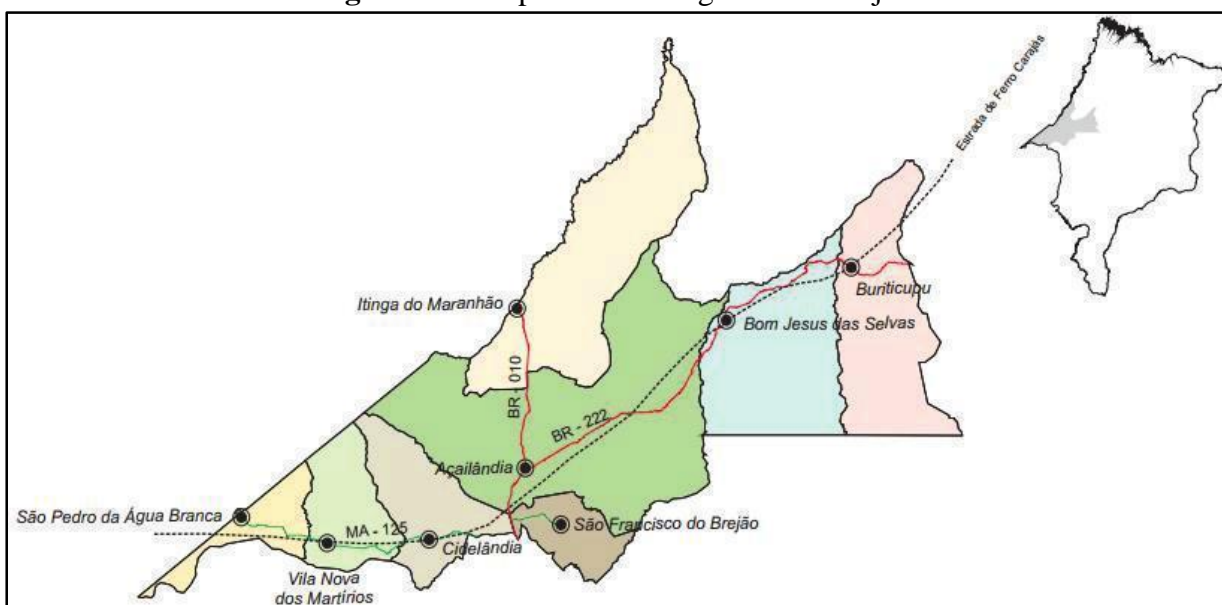 Estrada de Ferro Carajás
Itinga do Maranhão
Buriticupu
Bom Jesus das Selvas
BR - 010
BR - 222
Açailândia
São Pedro da Água Branca
MA - 125
São Francisco do Brejão
Cidelândia
Vila Nova
dos Martírios